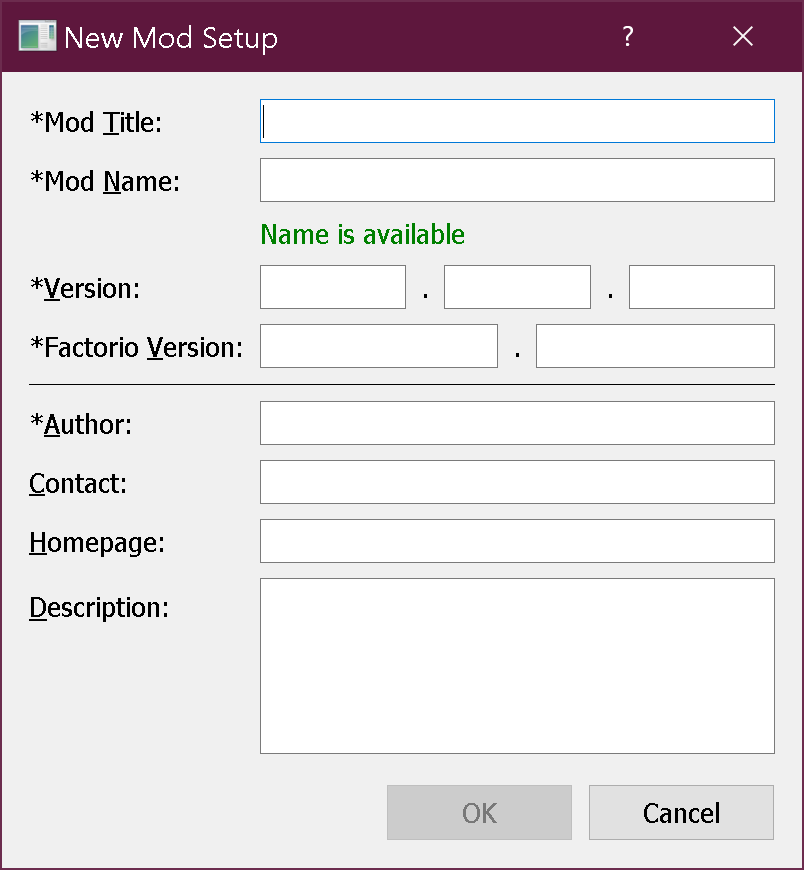 New Mod Setup ?
*Mod Title:
*Mod Name:
Name is available
*Version: . .
*Factorio Version: .
*Author:
Contact:
Homepage:
Description:
OK Cancel